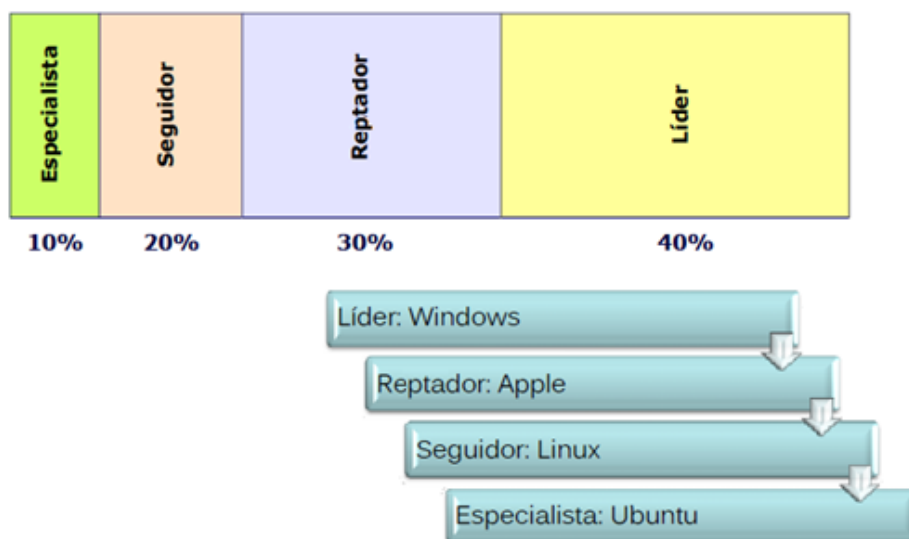 Especialista
Seguidor
Reptador
Líder
10%
20%
30%
40%
Líder: Windows
Reptador: Apple
Seguidor: Linux
Especialista: Ubuntu